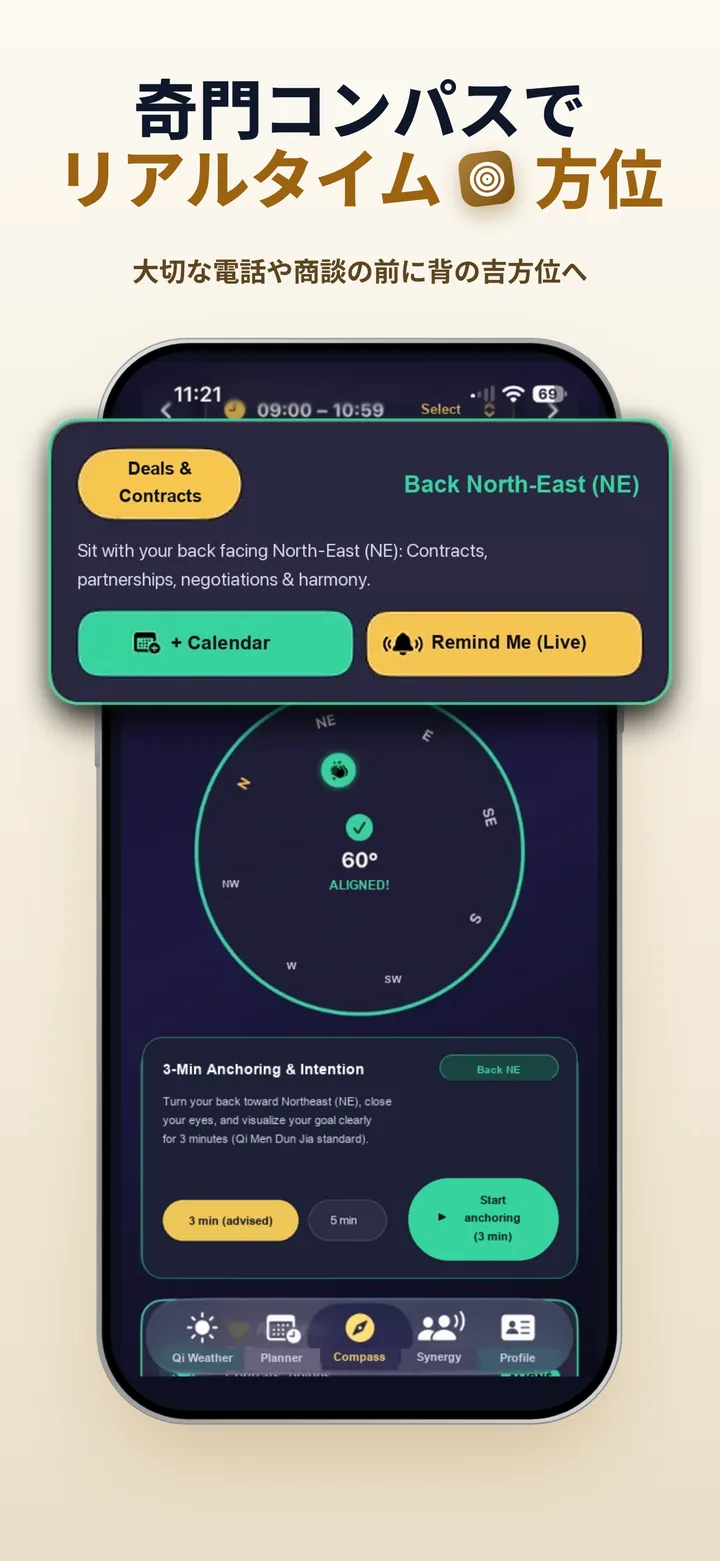 奇門コンパスで
リアルタイム 方位
大切な電話や商談の前に背の吉方位へ
11:21
69
09:00 – 10:59
Select
Deals &
Contracts
Back North-East (NE)
Sit with your back facing North-East (NE): Contracts,
partnerships, negotiations & harmony.
+ Calendar
Remind Me (Live)
NE
E
N
SE
60°
ALIGNED!
NW
S
W
SW
3-Min Anchoring & Intention
Back NE
Turn your back toward Northeast (NE), close
your eyes, and visualize your goal clearly
for 3 minutes (Qi Men Dun Jia standard).
3 min (advised)
5 min
Start
anchoring
(3 min)
Qi Weather
Planner
Compass
Synergy
Profile